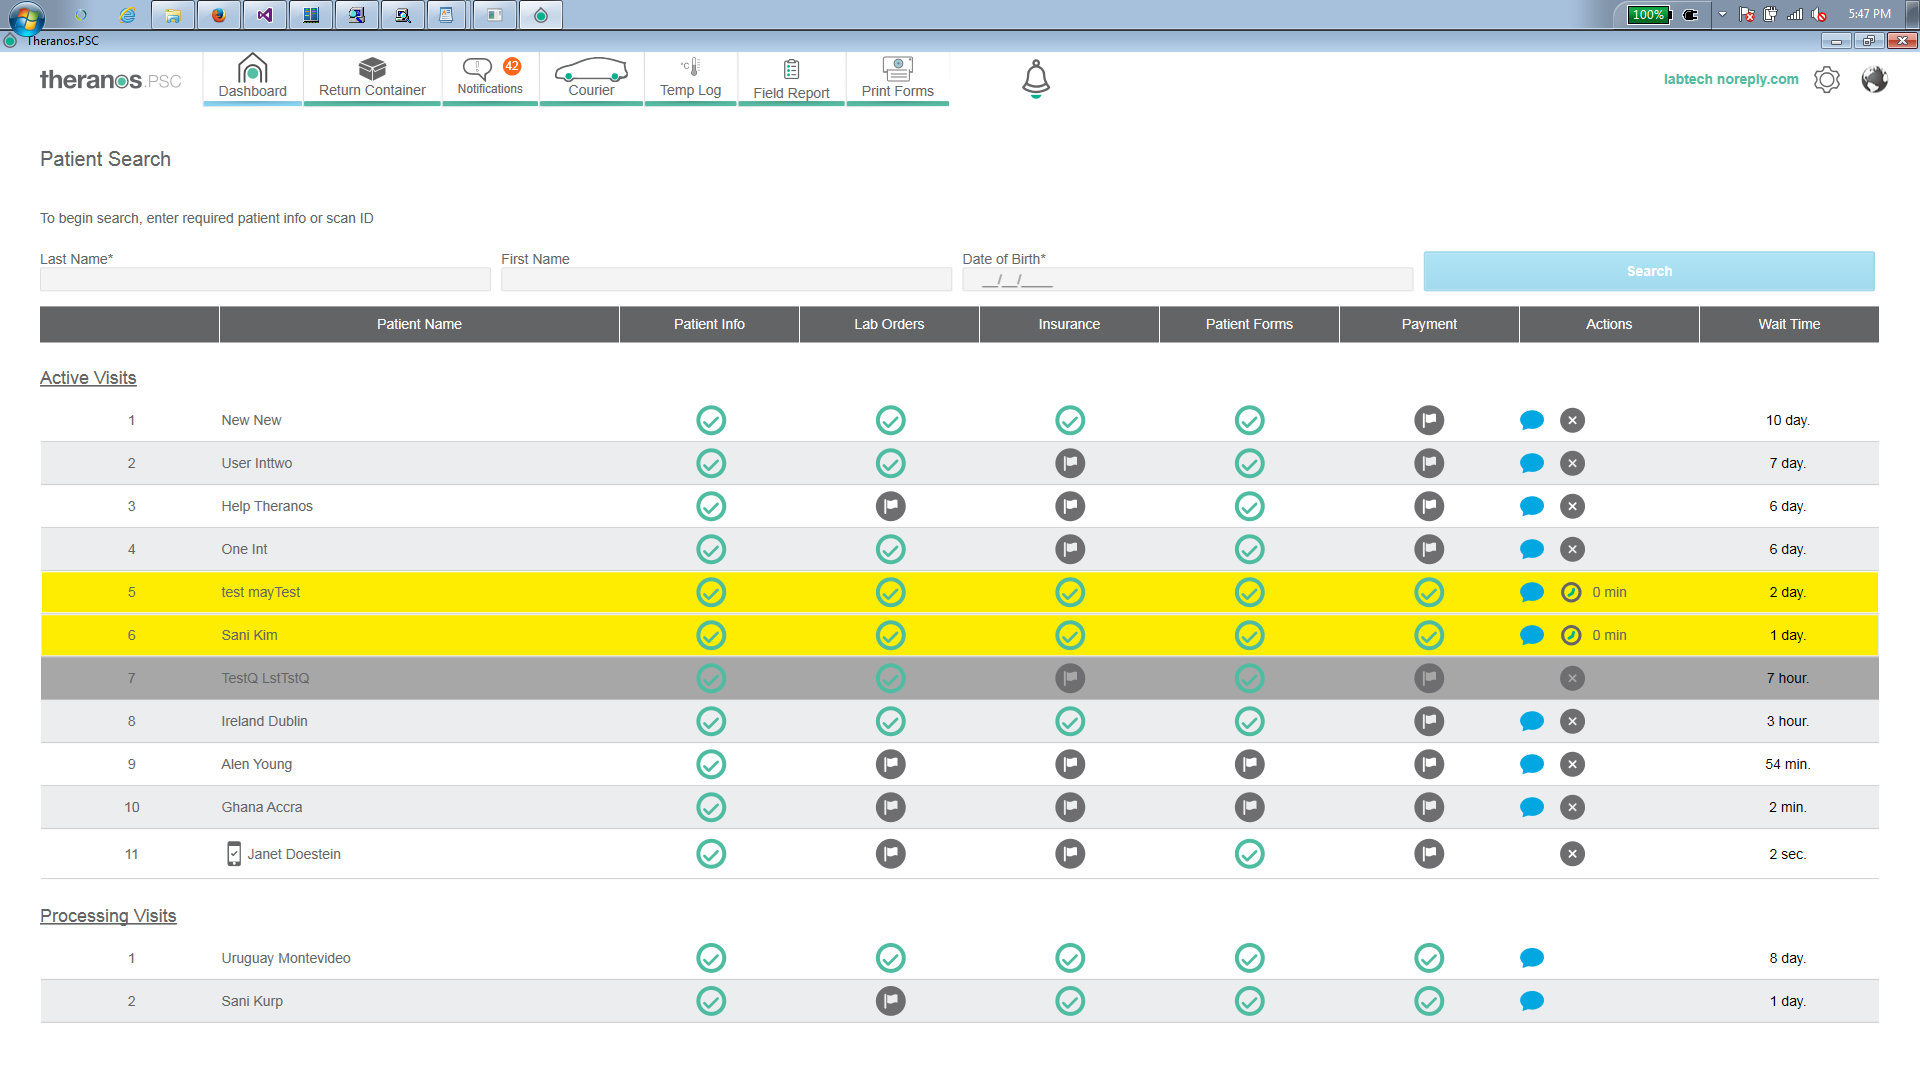 100%
5:47 PM
Theranos.PSC
theranos.PSC
Dashboard
Return Container
42
Notifications
Courier
°C
Temp Log
Field Report
Print Forms
labtech noreply.com
Patient Search
To begin search, enter required patient info or scan ID
Last Name*
First Name
Date of Birth*
__/__/____
Search
Patient Name Patient Info Lab Orders Insurance Patient Forms Payment Actions Wait Time
Active Visits
1 New New 10 day.
2 User Inttwo 7 day.
3 Help Theranos 6 day.
4 One Int 6 day.
5 test mayTest 0 min 2 day.
6 Sani Kim 0 min 1 day.
7 TestQ LstTstQ 7 hour.
8 Ireland Dublin 3 hour.
9 Alen Young 54 min.
10 Ghana Accra 2 min.
11 Janet Doestein 2 sec.
Processing Visits
1 Uruguay Montevideo 8 day.
2 Sani Kurp 1 day.